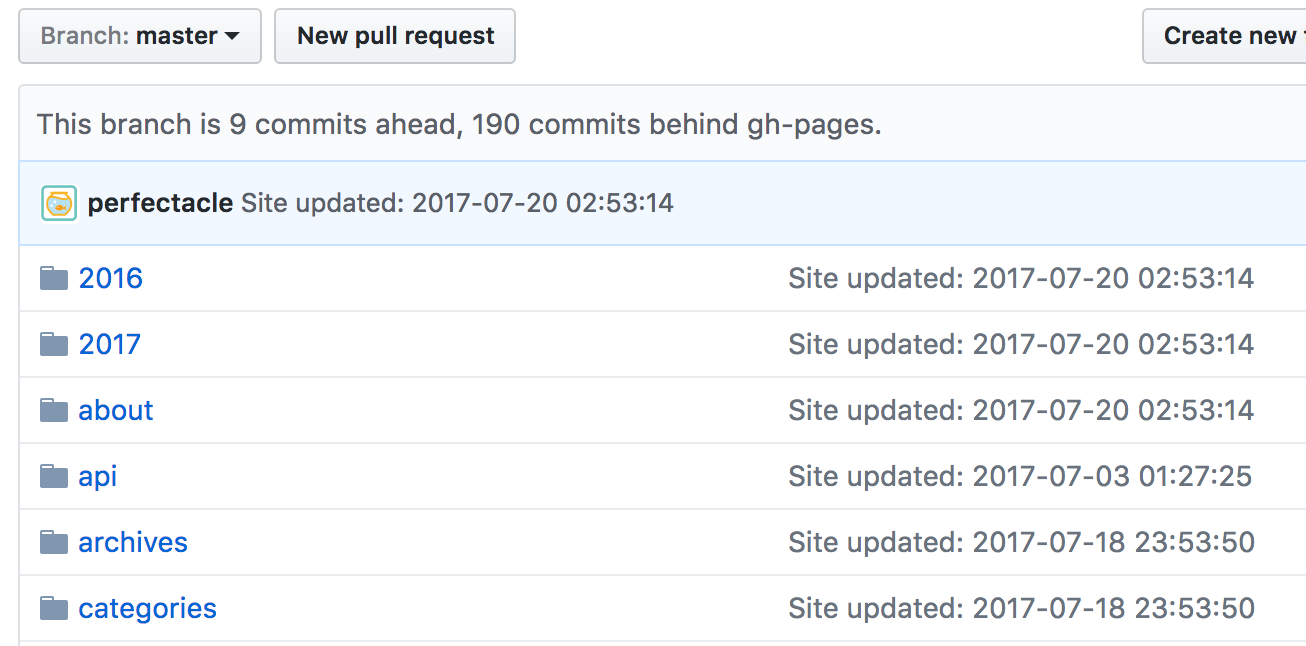 Branch: master New pull request Create new
This branch is 9 commits ahead, 190 commits behind gh-pages.
perfectacle Site updated: 2017-07-20 02:53:14
2016 Site updated: 2017-07-20 02:53:14
2017 Site updated: 2017-07-20 02:53:14
about Site updated: 2017-07-20 02:53:14
api Site updated: 2017-07-03 01:27:25
archives Site updated: 2017-07-18 23:53:50
categories Site updated: 2017-07-18 23:53:50